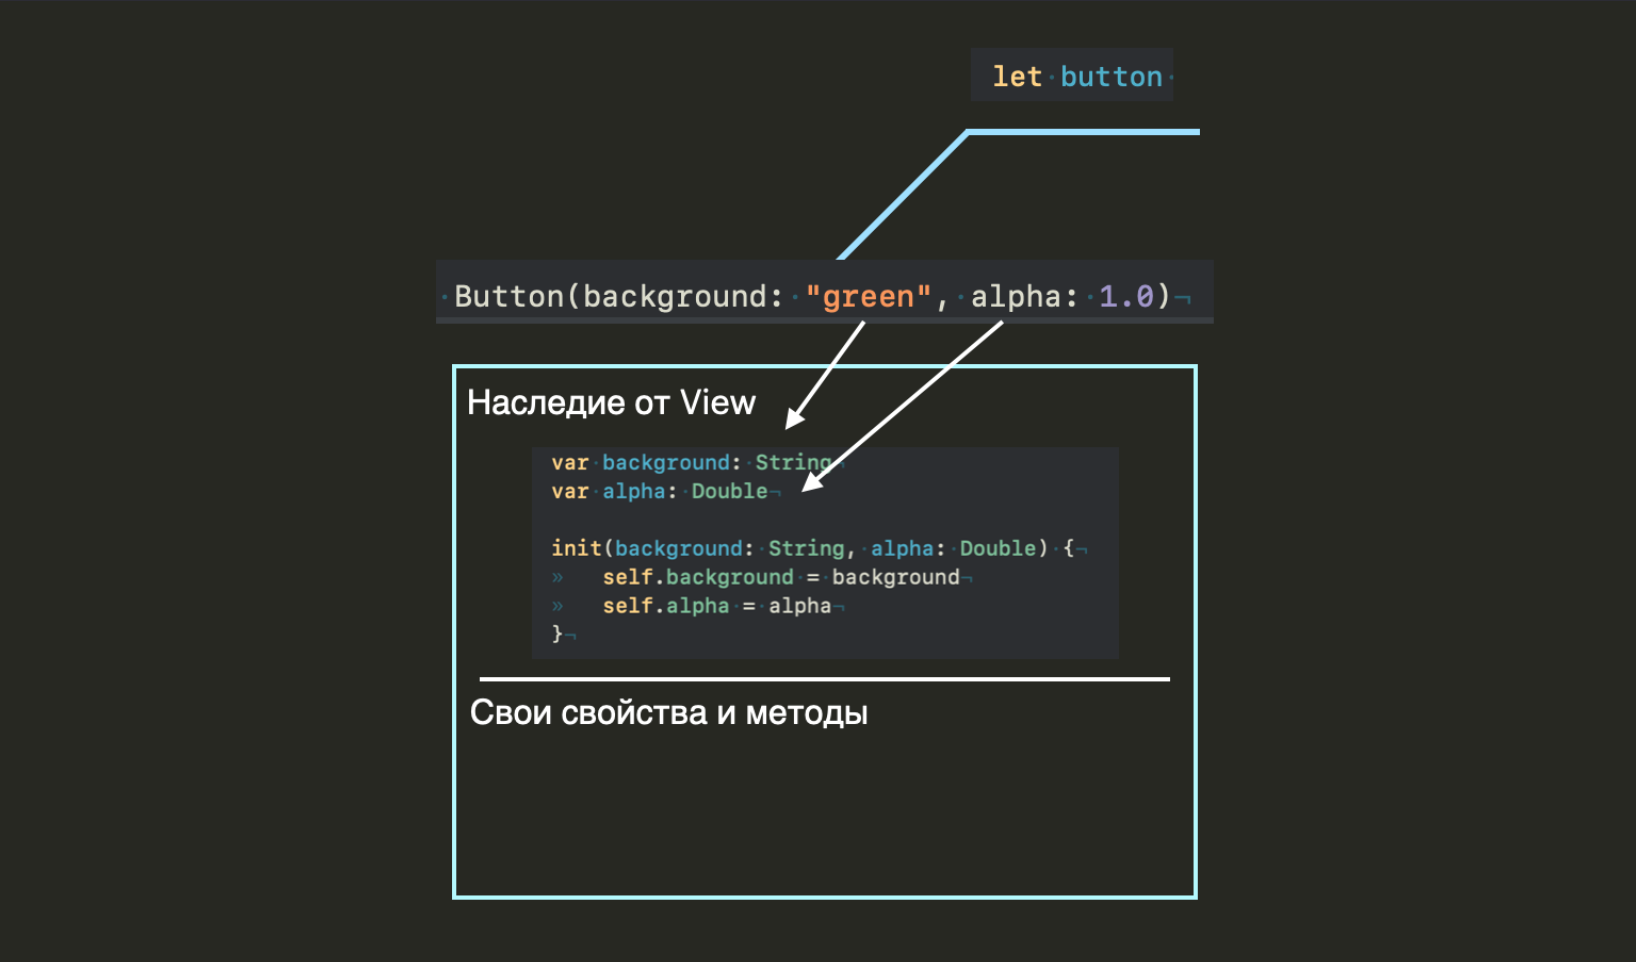 let button
Button(background: "green", alpha: 1.0)¬
Наследие от View
var background: String¬
var alpha: Double¬
init(background: String, alpha: Double) {¬
» self.background = background¬
» self.alpha = alpha¬
}¬
Свои свойства и методы